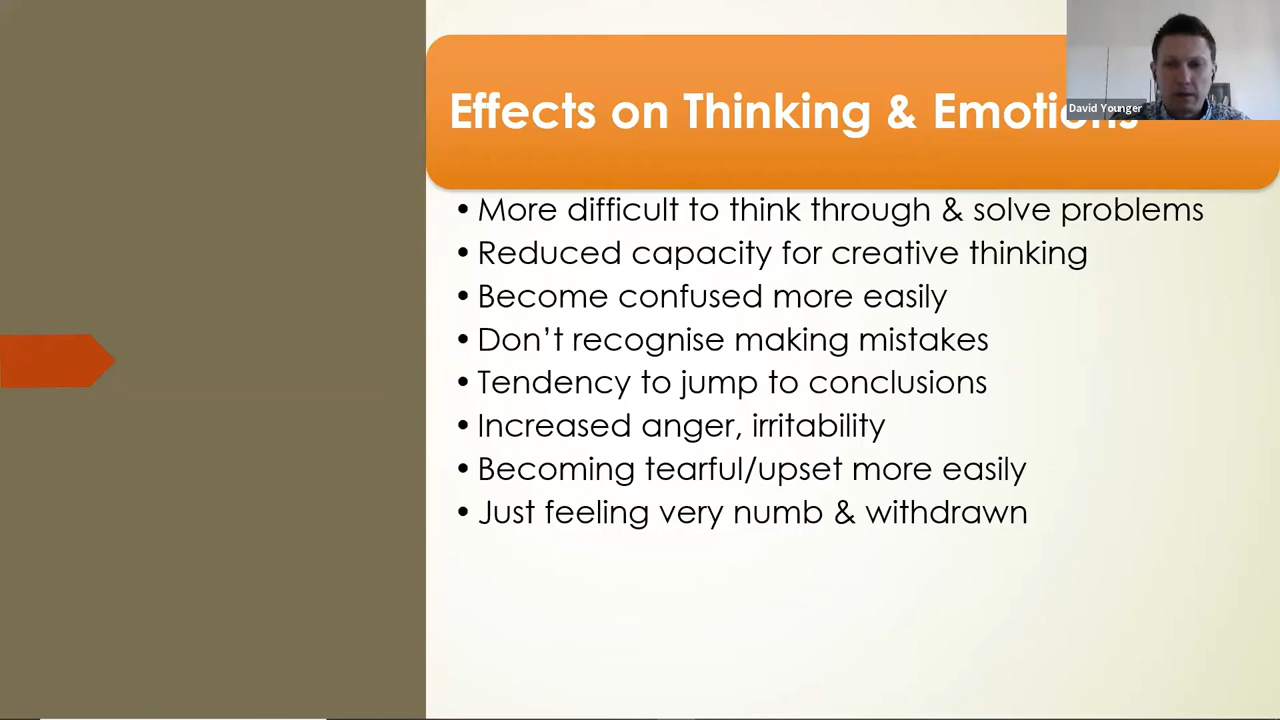 Effects on Thinking & Emotions
David Younger
• More difficult to think through & solve problems
• Reduced capacity for creative thinking
• Become confused more easily
• Don’t recognise making mistakes
• Tendency to jump to conclusions
• Increased anger, irritability
• Becoming tearful/upset more easily
• Just feeling very numb & withdrawn